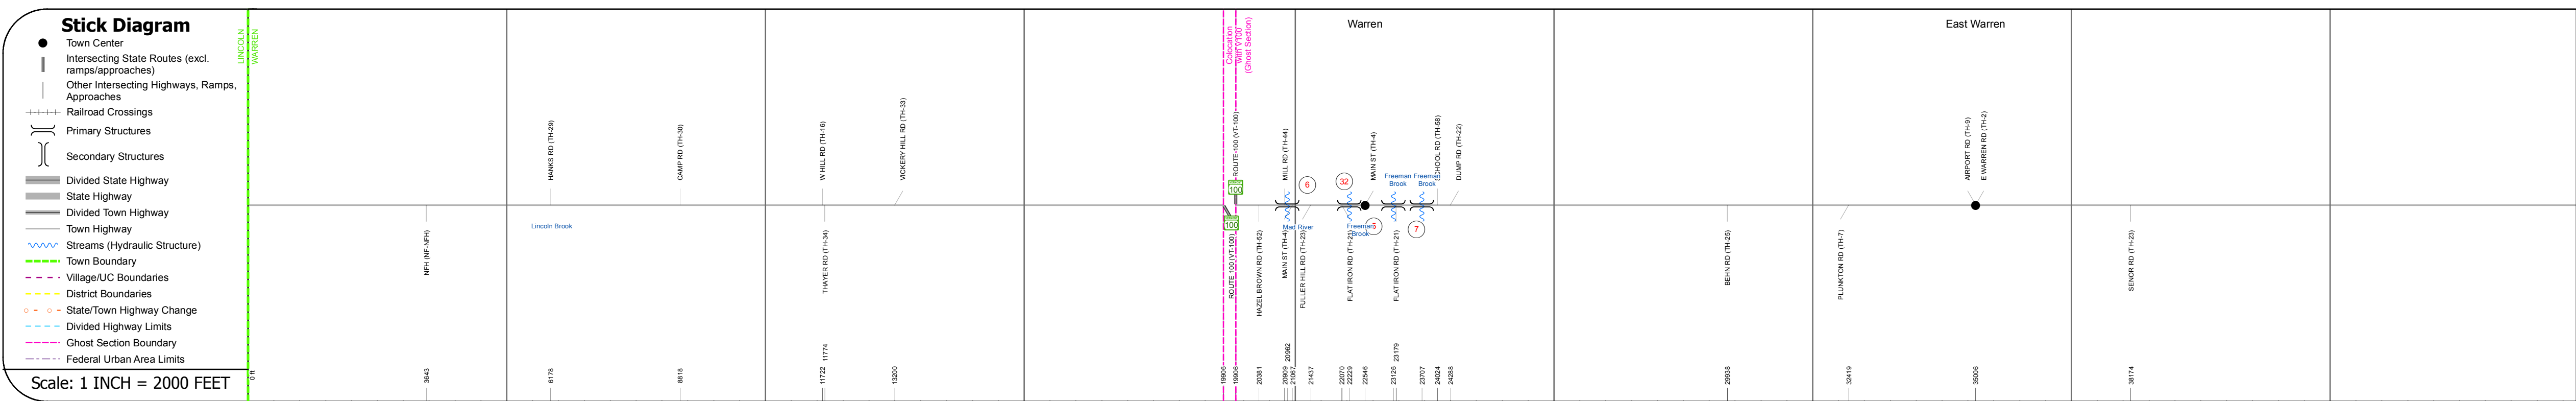 Stick Diagram
Town Center
Intersecting State Routes (excl.
ramps/approaches)
Other Intersecting Highways, Ramps,
Approaches
Railroad Crossings
Primary Structures
Secondary Structures
Divided State Highway
State Highway
Divided Town Highway
Town Highway
Streams (Hydraulic Structure)
Town Boundary
Village/UC Boundaries
District Boundaries
State/Town Highway Change
Divided Highway Limits
Ghost Section Boundary
Federal Urban Area Limits
Scale: 1 INCH = 2000 FEET
LINCOLN
WARREN
Colocation
with V100
(Ghost Section)
Warren
East Warren
HANKS RD (TH-29)
CAMP RD (TH-30)
W HILL RD (TH-16)
VICKERY HILL RD (TH-33)
ROUTE-100 (VT-100)
MILL RD (TH-44)
MAIN ST (TH-4)
SCHOOL RD (TH-58)
DUMP RD (TH-22)
AIRPORT RD (TH-9)
E WARREN RD (TH-2)
100
6
32
Freeman
Brook
Freeman
Brook
NFH (NF-NFH)
Lincoln Brook
THAYER RD (TH-34)
100
ROUTE 100 (VT-100)
HAZEL BROWN RD (TH-52)
MAIN ST (TH-4)
Mad River
FULLER HILL RD (TH-23)
FLAT IRON RD (TH-21)
Freeman
Brook
5
FLAT IRON RD (TH-21)
7
BEHN RD (TH-25)
PLUNKTON RD (TH-7)
SENOR RD (TH-23)
0 ft
3643
6178
8818
11722
11774
13200
19906
19906
20381
20909
20962
21067
21437
22070
22229
22546
23126
23179
23707
24024
24288
29938
32419
35006
38174